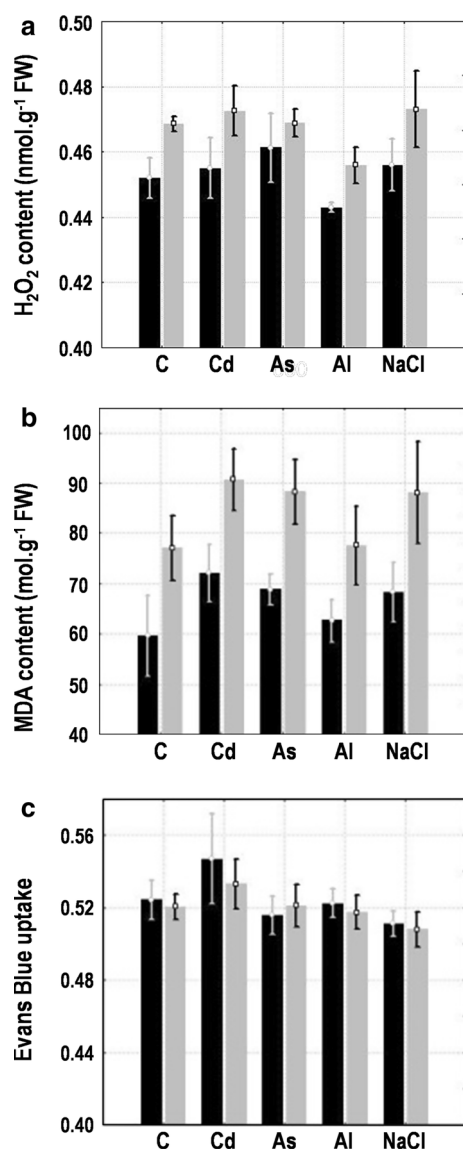 a
H₂O₂ content (nmol.g⁻¹ FW)
0.50
0.48
0.46
0.44
0.42
0.40
C Cd As Al NaCl
b
MDA content (mol.g⁻¹ FW)
100
90
80
70
60
50
40
C Cd As Al NaCl
c
Evans Blue uptake
0.56
0.52
0.48
0.44
0.40
C Cd As Al NaCl